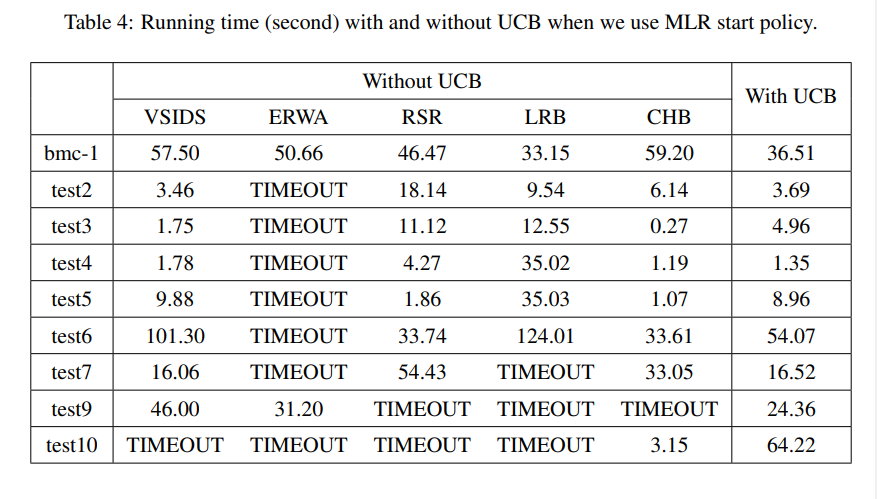 Table 4: Running time (second) with and without UCB when we use MLR start policy.
Without UCB
With UCB
VSIDS ERWA RSR LRB CHB
bmc-1 57.50 50.66 46.47 33.15 59.20 36.51
test2 3.46 TIMEOUT 18.14 9.54 6.14 3.69
test3 1.75 TIMEOUT 11.12 12.55 0.27 4.96
test4 1.78 TIMEOUT 4.27 35.02 1.19 1.35
test5 9.88 TIMEOUT 1.86 35.03 1.07 8.96
test6 101.30 TIMEOUT 33.74 124.01 33.61 54.07
test7 16.06 TIMEOUT 54.43 TIMEOUT 33.05 16.52
test9 46.00 31.20 TIMEOUT TIMEOUT TIMEOUT 24.36
test10 TIMEOUT TIMEOUT TIMEOUT TIMEOUT 3.15 64.22